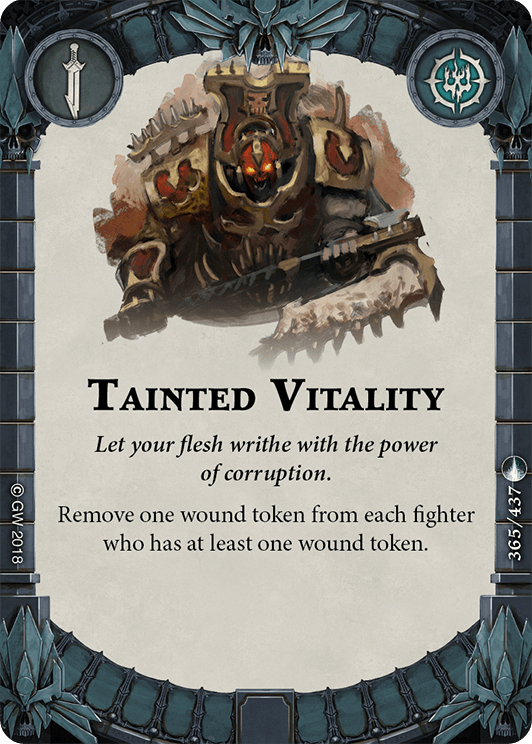 TAINTED VITALITY
Let your flesh writhe with the power
of corruption.
Remove one wound token from each fighter
who has at least one wound token.
© GW 2018
365/437